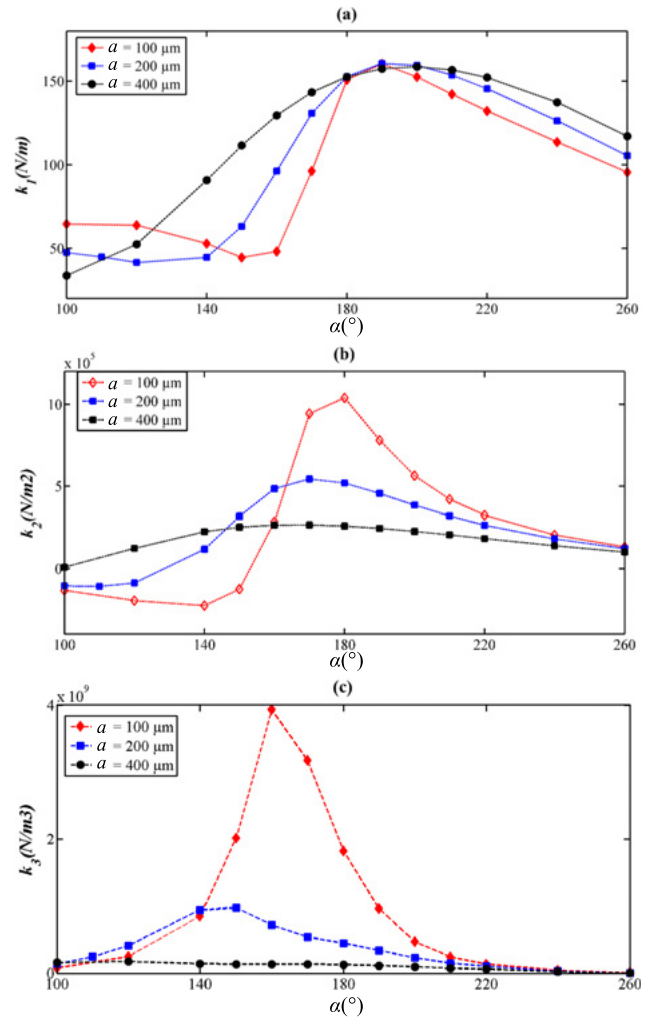 (a)
a = 100 µm
a = 200 µm
a = 400 µm
150
100
50
k1(N/m)
100 140 180 220 260
α(°)
(b)
x 10^5
a = 100 µm
a = 200 µm
a = 400 µm
10
5
0
k2(N/m2)
100 140 180 220 260
α(°)
(c)
x 10^9
4
a = 100 µm
a = 200 µm
a = 400 µm
2
0
k3(N/m3)
100 140 180 220 260
α(°)